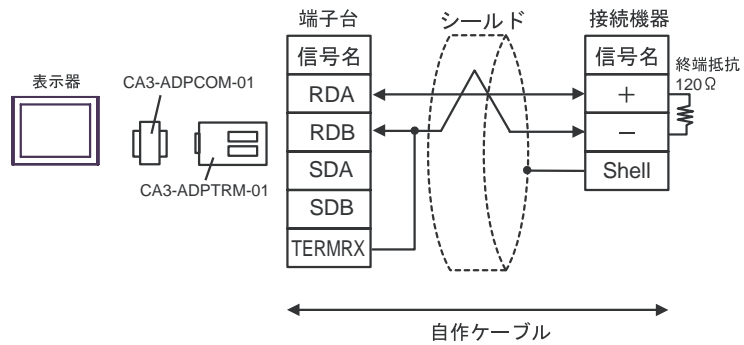 端子台
シールド
接続機器
信号名
信号名
終端抵抗
120Ω
表示器
CA3-ADPCOM-01
CA3-ADPTRM-01
RDA
+
RDB
-
SDA
Shell
SDB
TERMRX
自作ケーブル